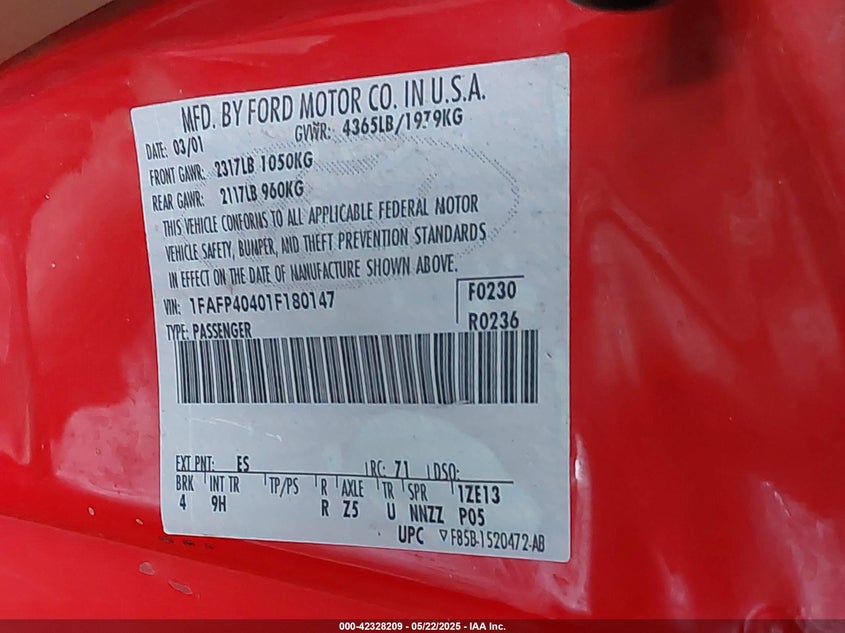 MFD. BY FORD MOTOR CO. IN U.S.A.
DATE: 03/01 GVWR: 4365LB/1979KG
FRONT GAWR: 2317LB 1050KG
REAR GAWR: 2117LB 960KG
THIS VEHICLE CONFORMS TO ALL APPLICABLE FEDERAL MOTOR
VEHICLE SAFETY, BUMPER, AND THEFT PREVENTION STANDARDS
IN EFFECT ON THE DATE OF MANUFACTURE SHOWN ABOVE.
VIN: 1FAFP40401F180147 F0230
TYPE: PASSENGER R0236
EXT PNT: ES RC: 71 DSO:
BRK INT TR TP/PS R AXLE TR SPR 1ZE13
4 9H R Z5 U NNZZ P05
UPC F85B-1520472-AB
000-42328209 - 05/22/2025 - IAA Inc.